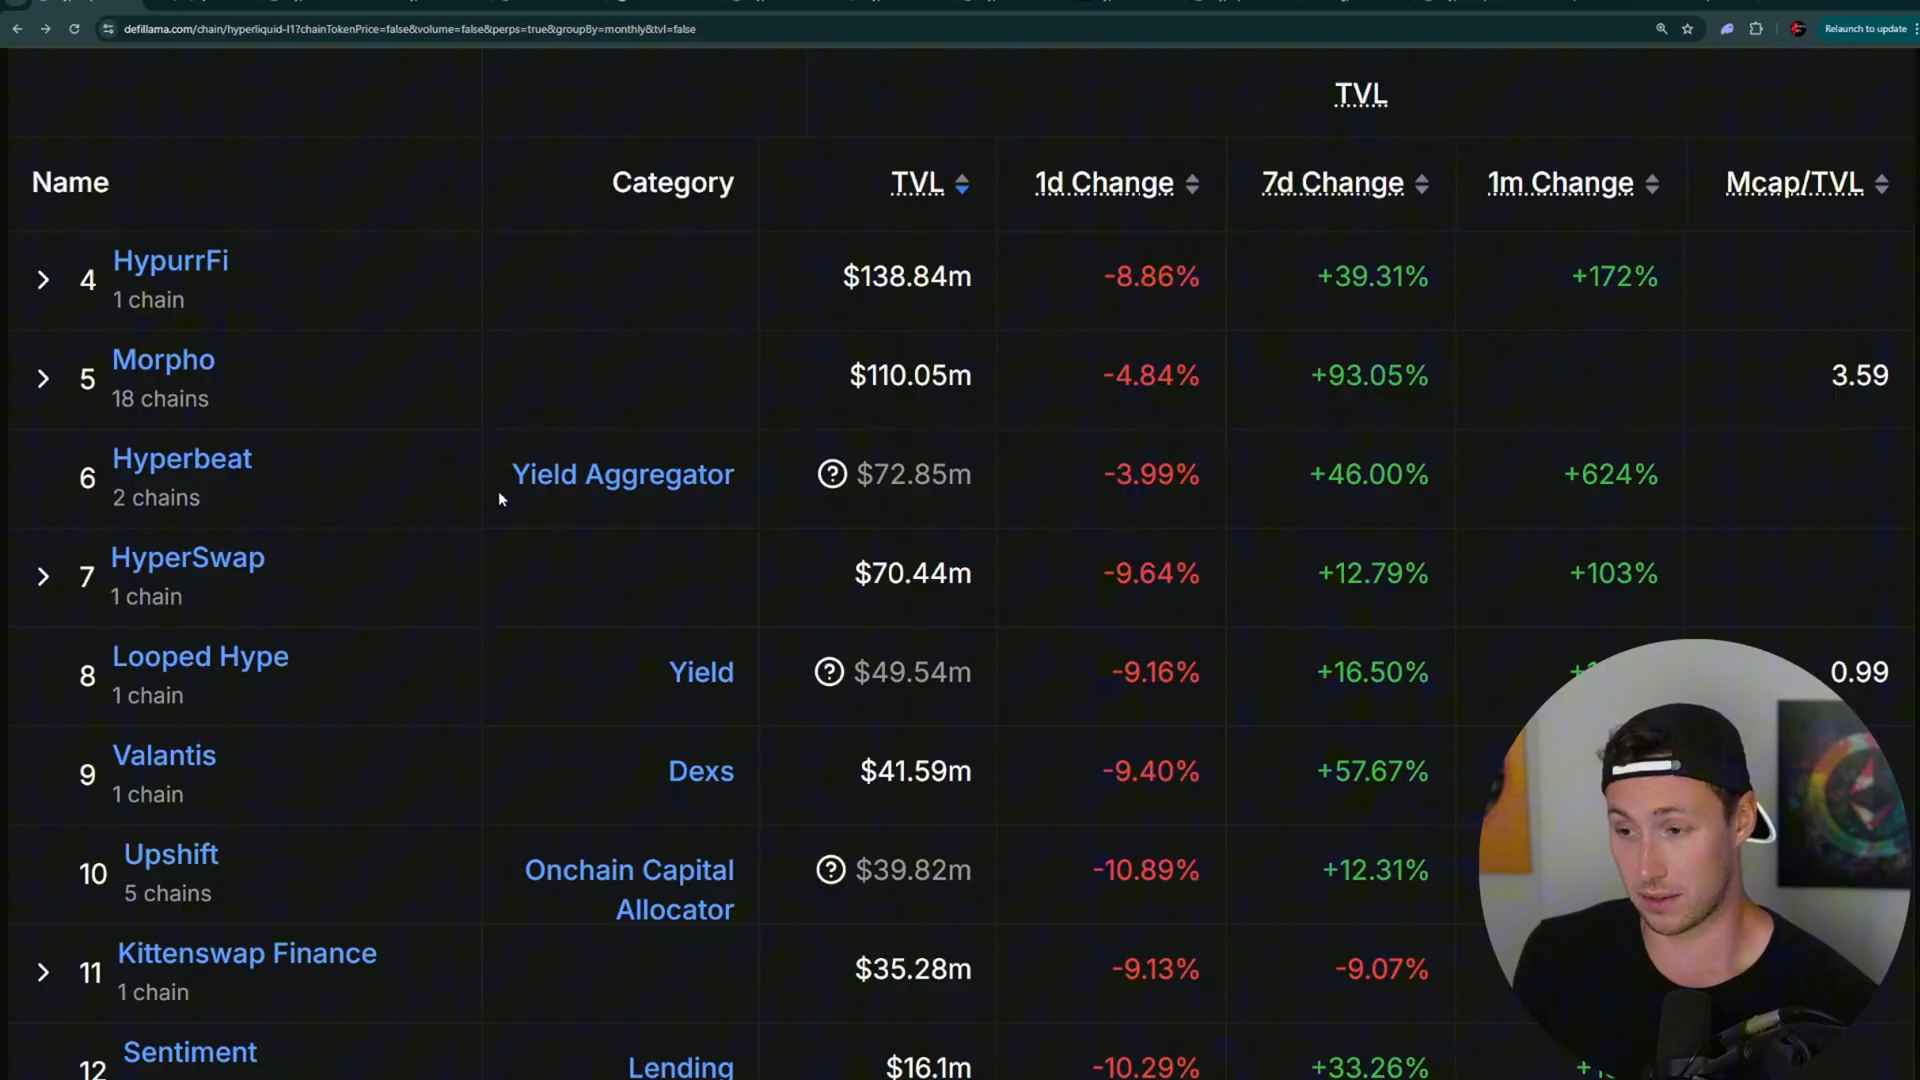 defillama.com/chain/hyperliquid-l1?chainTokenPrice=false&volume=false&perps=true&groupBy=monthly&tvl=false
Relaunch to update
TVL
Name Category TVL 1d Change 7d Change 1m Change Mcap/TVL
4 HypurrFi $138.84m -8.86% +39.31% +172%
1 chain
5 Morpho $110.05m -4.84% +93.05% 3.59
18 chains
6 Hyperbeat Yield Aggregator $72.85m -3.99% +46.00% +624%
2 chains
7 HyperSwap $70.44m -9.64% +12.79% +103%
1 chain
8 Looped Hype Yield $49.54m -9.16% +16.50% 0.99
1 chain
9 Valantis Dexs $41.59m -9.40% +57.67%
1 chain
10 Upshift Onchain Capital Allocator $39.82m -10.89% +12.31%
5 chains
11 Kittenswap Finance $35.28m -9.13% -9.07%
1 chain
12 Sentiment Lending $16.1m -10.29% +33.26%